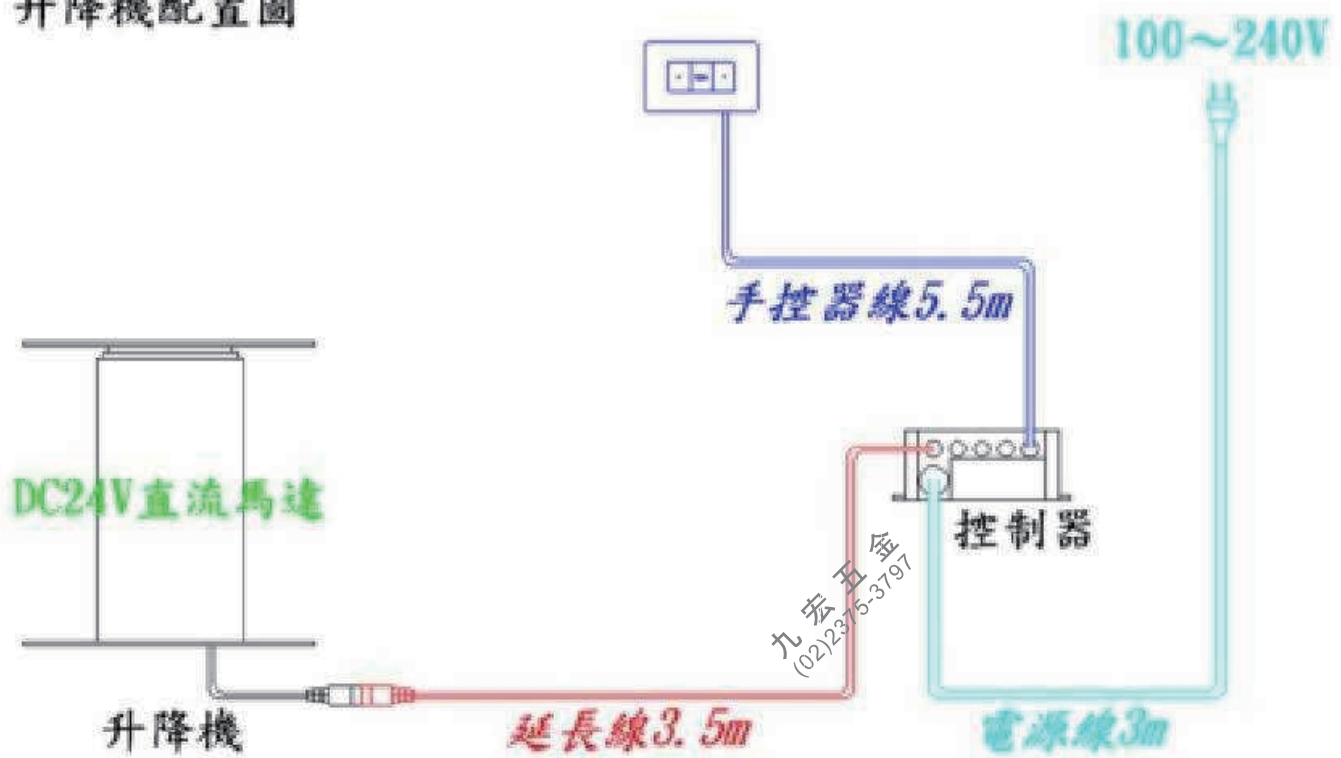 升降機配置圖
100～240V
手控器線5.5m
DC24V直流馬達
控制器
九宏五金
(02)2375-3797
升降機
延長線3.5m
電源線3m